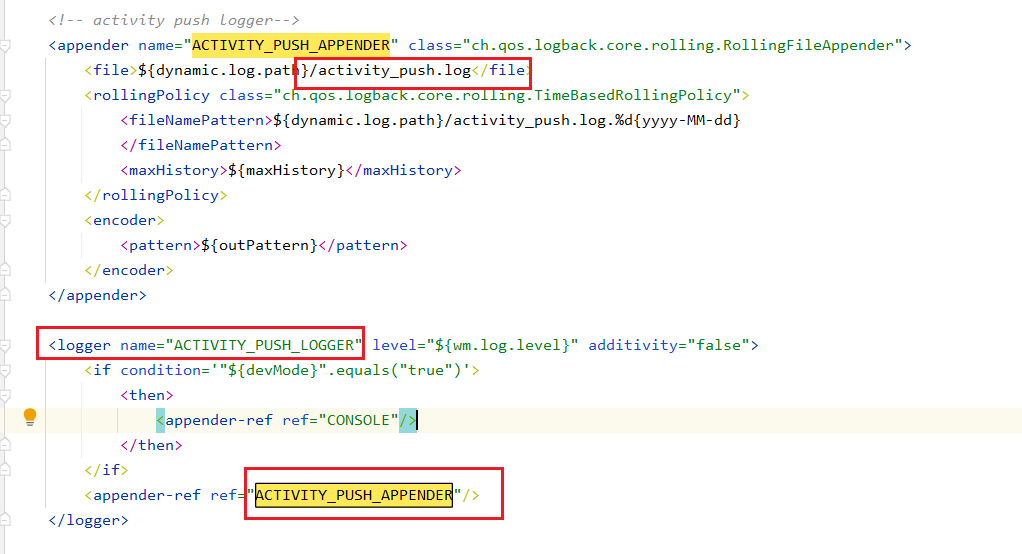 <!-- activity push logger-->
<appender name="ACTIVITY_PUSH_APPENDER" class="ch.qos.logback.core.rolling.RollingFileAppender">
<file>${dynamic.log.path}/activity_push.log</file>
<rollingPolicy class="ch.qos.logback.core.rolling.TimeBasedRollingPolicy">
<fileNamePattern>${dynamic.log.path}/activity_push.log.%d{yyyy-MM-dd}
</fileNamePattern>
<maxHistory>${maxHistory}</maxHistory>
</rollingPolicy>
<encoder>
<pattern>${outPattern}</pattern>
</encoder>
</appender>
<logger name="ACTIVITY_PUSH_LOGGER" level="${wm.log.level}" additivity="false">
<if condition='"${devMode}".equals("true")'>
<then>
<appender-ref ref="CONSOLE"/>
</then>
</if>
<appender-ref ref="ACTIVITY_PUSH_APPENDER"/>
</logger>